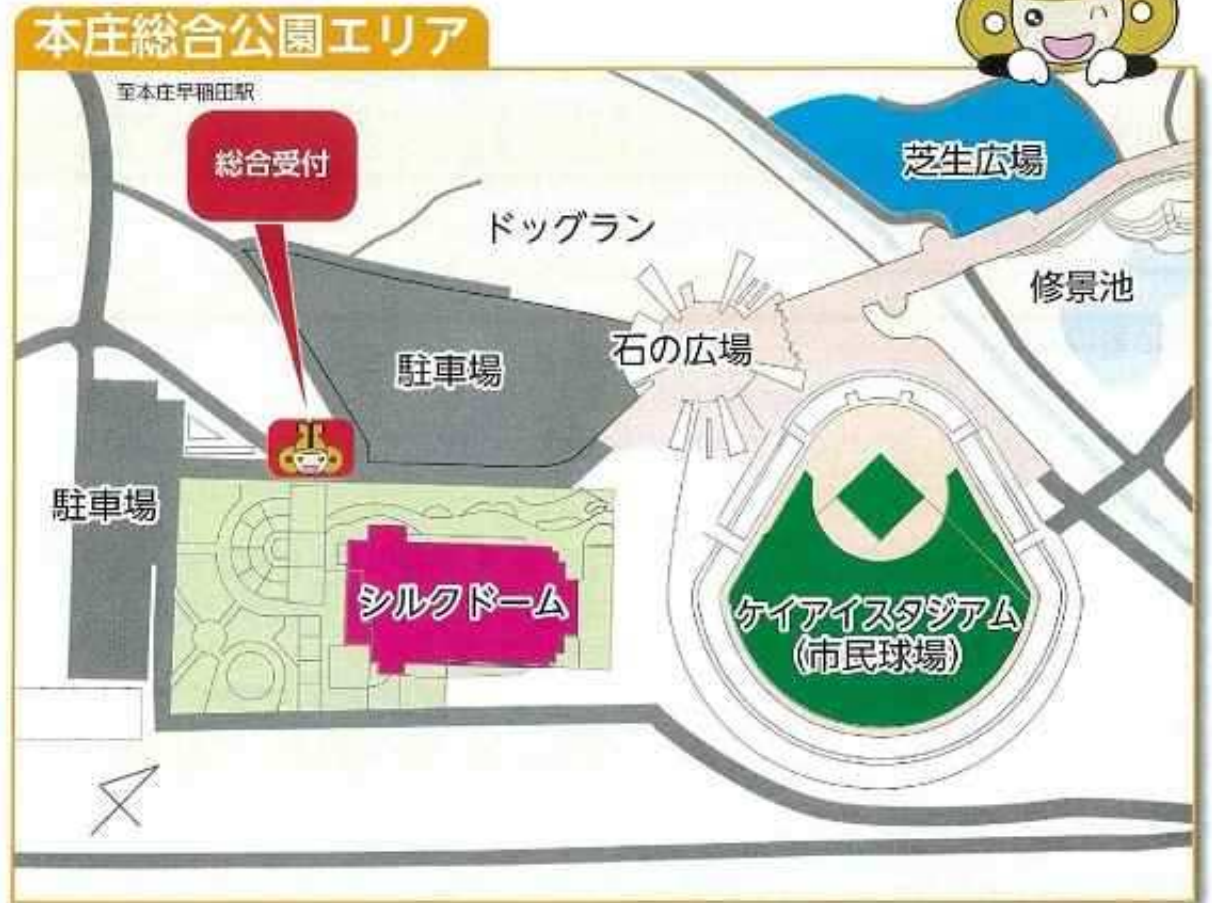 本庄総合公園エリア
至本庄早稲田駅
総合受付
芝生広場
ドッグラン
修景池
石の広場
駐車場
駐車場
シルクドーム
ケイアイスタジアム
(市民球場)